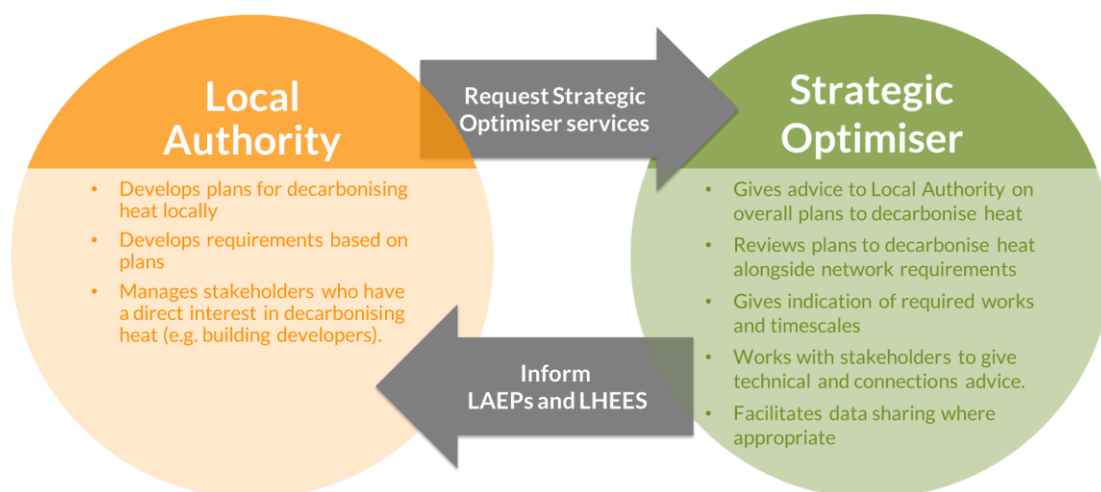 Local
Authority
• Develops plans for decarbonising
heat locally
• Develops requirements based on
plans
• Manages stakeholders who have
a direct interest in decarbonising
heat (e.g. building developers).
Request Strategic
Optimiser services
Strategic
Optimiser
• Gives advice to Local Authority on
overall plans to decarbonise heat
• Reviews plans to decarbonise heat
alongside network requirements
• Gives indication of required works
and timescales
• Works with stakeholders to give
technical and connections advice.
• Facilitates data sharing where
appropriate
Inform
LAEPs and LHEES